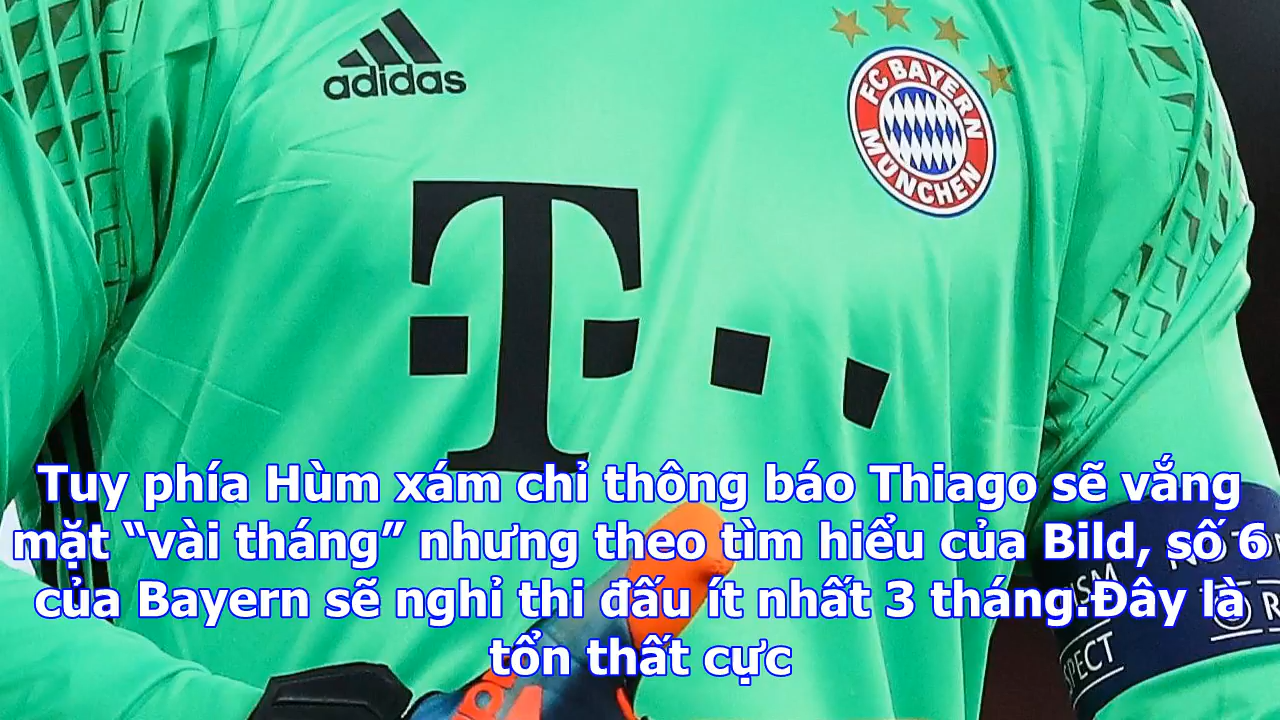 adidas
FC BAYERN
MÜNCHEN
T
Tuy phía Hùm xám chỉ thông báo Thiago sẽ vắng
mặt “vài tháng” nhưng theo tìm hiểu của Bild, số 6
của Bayern sẽ nghỉ thi đấu ít nhất 3 tháng.Đây là
tổn thất cực